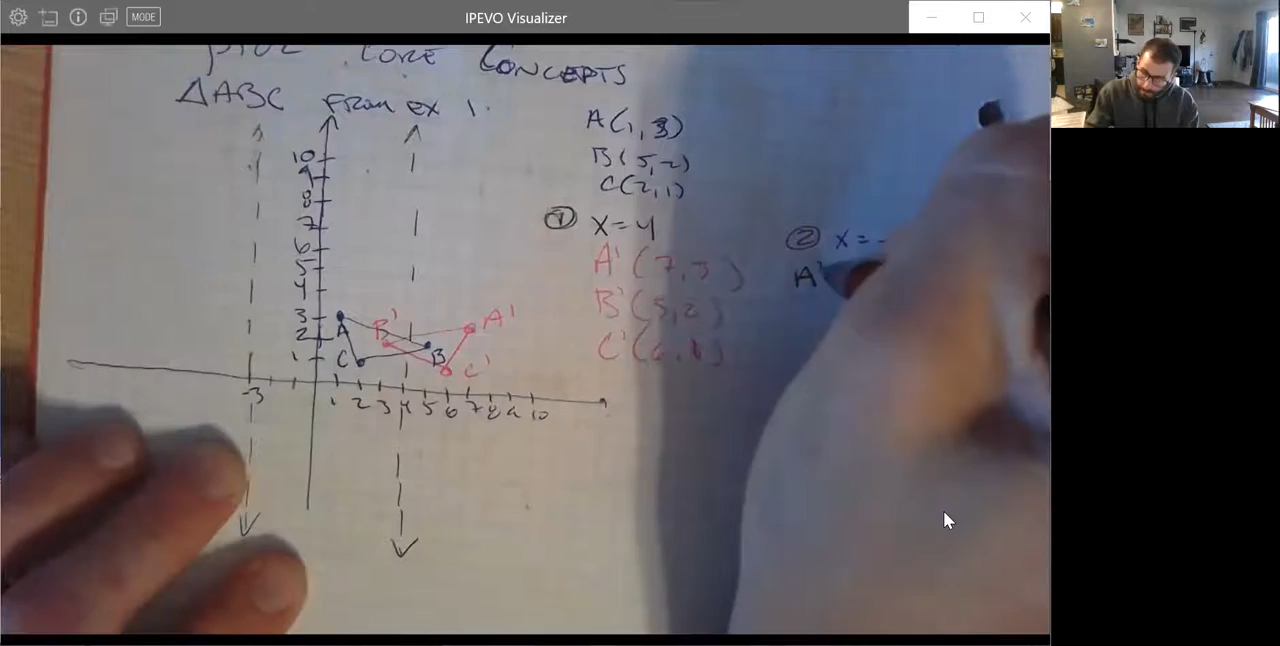 MODE
IPEVO Visualizer
CORE CONCEPTS
△ABC FROM EX 1.
A(1,3)
B(5,2)
C(2,1)
① X=4
A'(7,3)
B'(5,2)
C'(6,1)
② X=-
A'
10
9
8
7
6
5
4
3
2
1
A
B'
A'
C
B
C'
-3
1 2 3 4 5 6 7 8 9 10